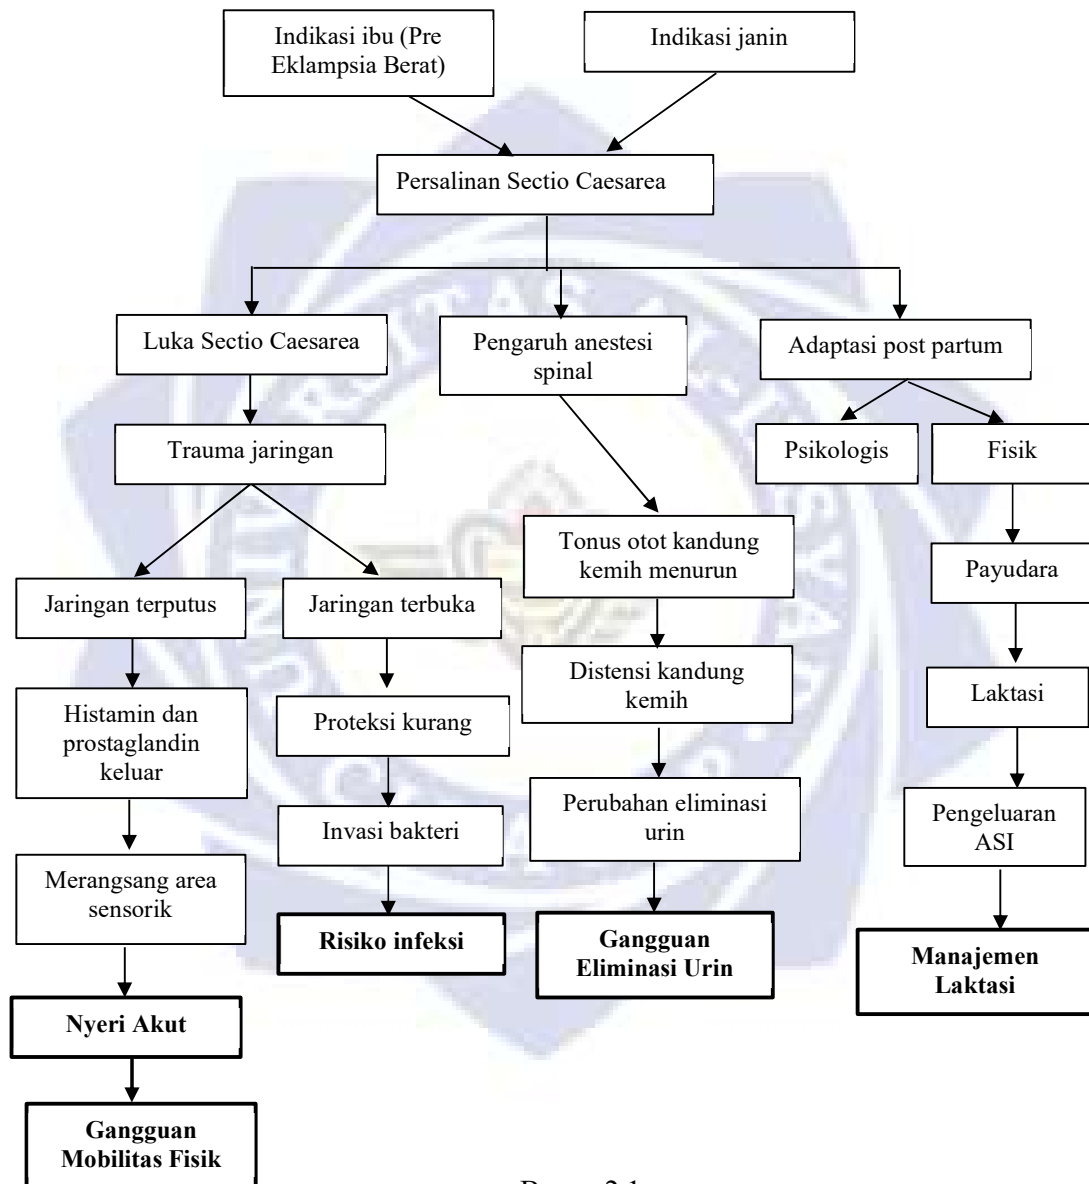 Indikasi ibu (Pre
Eklampsia Berat)
Indikasi janin
Persalinan Sectio Caesarea
Luka Sectio Caesarea
Pengaruh anestesi
spinal
Adaptasi post partum
Trauma jaringan
Psikologis
Fisik
Tonus otot kandung
kemih menurun
Payudara
Jaringan terputus
Jaringan terbuka
Distensi kandung
kemih
Laktasi
Histamin dan
prostaglandin
keluar
Proteksi kurang
Perubahan eliminasi
urin
Pengeluaran
ASI
Invasi bakteri
Merangsang area
sensorik
Risiko infeksi
Gangguan
Eliminasi Urin
Manajemen
Laktasi
Nyeri Akut
Gangguan
Mobilitas Fisik